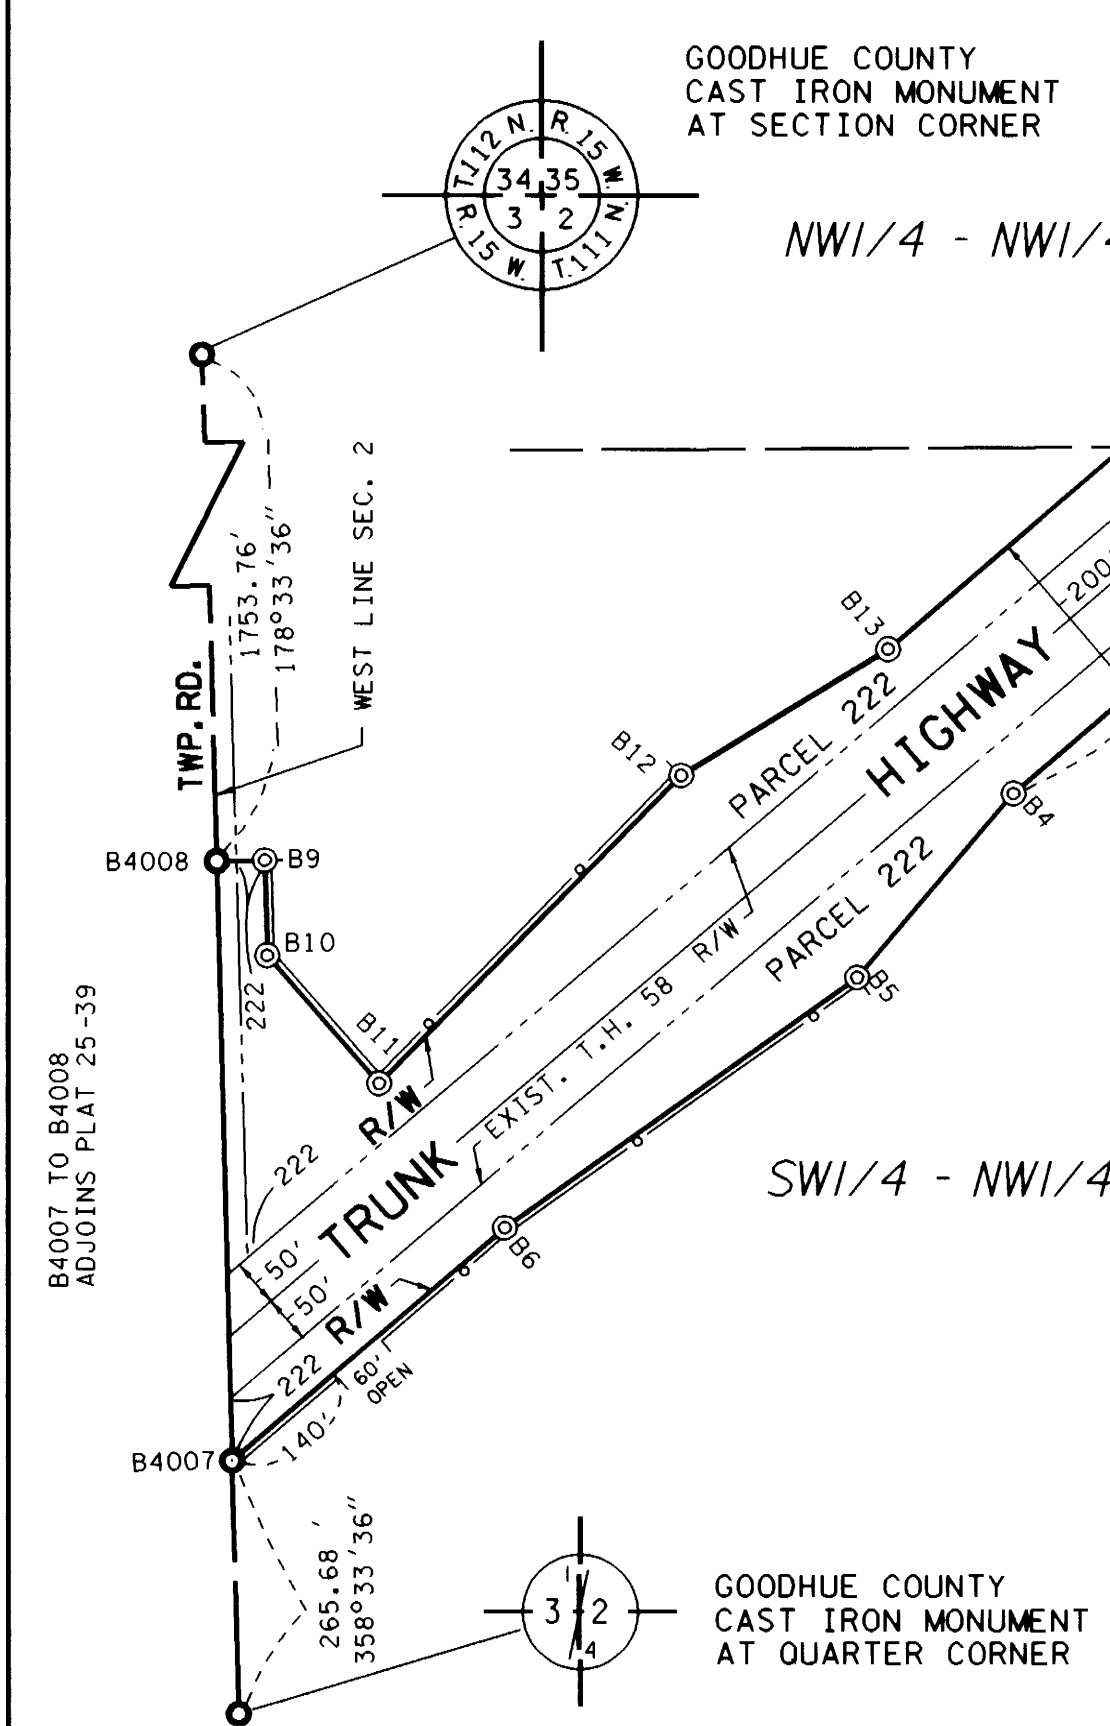 GOODHUE COUNTY
CAST IRON MONUMENT
AT SECTION CORNER
T.112 N. R. 15 W.
34 35
3 2
R. 15 W. T.111 N.
NW1/4 - NW1/4
1753.76'
178°33'36"
WEST LINE SEC. 2
TWP. RD.
200'
B13
B12
PARCEL 222
HIGHWAY
B4
B4008
B9
B10
222
B11
R/W
PARCEL 222
B5
EXIST. T.H. 58 R/W
B4007 TO B4008
ADJOINS PLAT 25-39
222
TRUNK
SW1/4 - NW1/4
B6
50'
50'
R/W
222
60'
OPEN
140'
B4007
265.68'
358°33'36"
1
3 2
4
GOODHUE COUNTY
CAST IRON MONUMENT
AT QUARTER CORNER